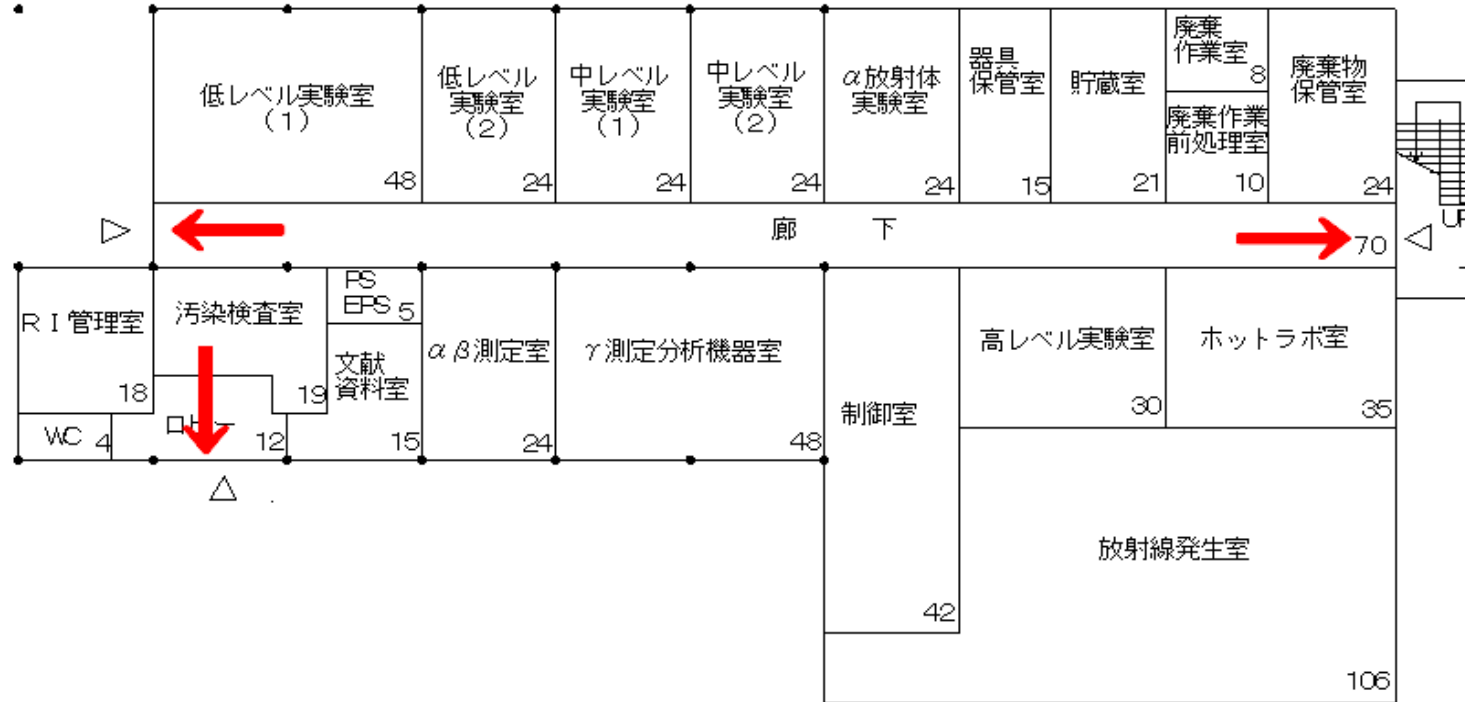 低レベル実験室
(1)
48
低レベル
実験室
(2)
24
中レベル
実験室
(1)
24
中レベル
実験室
(2)
24
α放射体
実験室
24
器具
保管室
15
貯蔵室
21
廃棄
作業室
8
廃棄作業
前処理室
10
廃棄物
保管室
24
UP
廊 下
70
RI管理室
18
WC 4
汚染検査室
19
ロビー
12
PS
EPS 5
文献
資料室
15
αβ測定室
24
γ測定分析機器室
48
制御室
42
高レベル実験室
30
ホットラボ室
35
放射線発生室
106